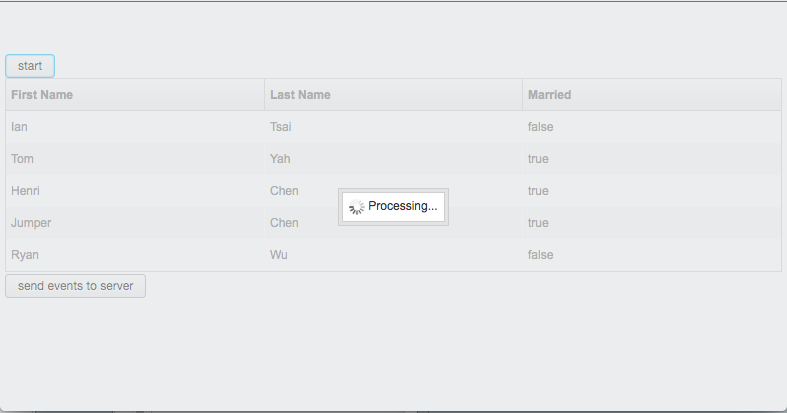 start
First Name Last Name Married
Ian Tsai false
Tom Yah true
Henri Chen true
Processing...
Jumper Chen true
Ryan Wu false
send events to server